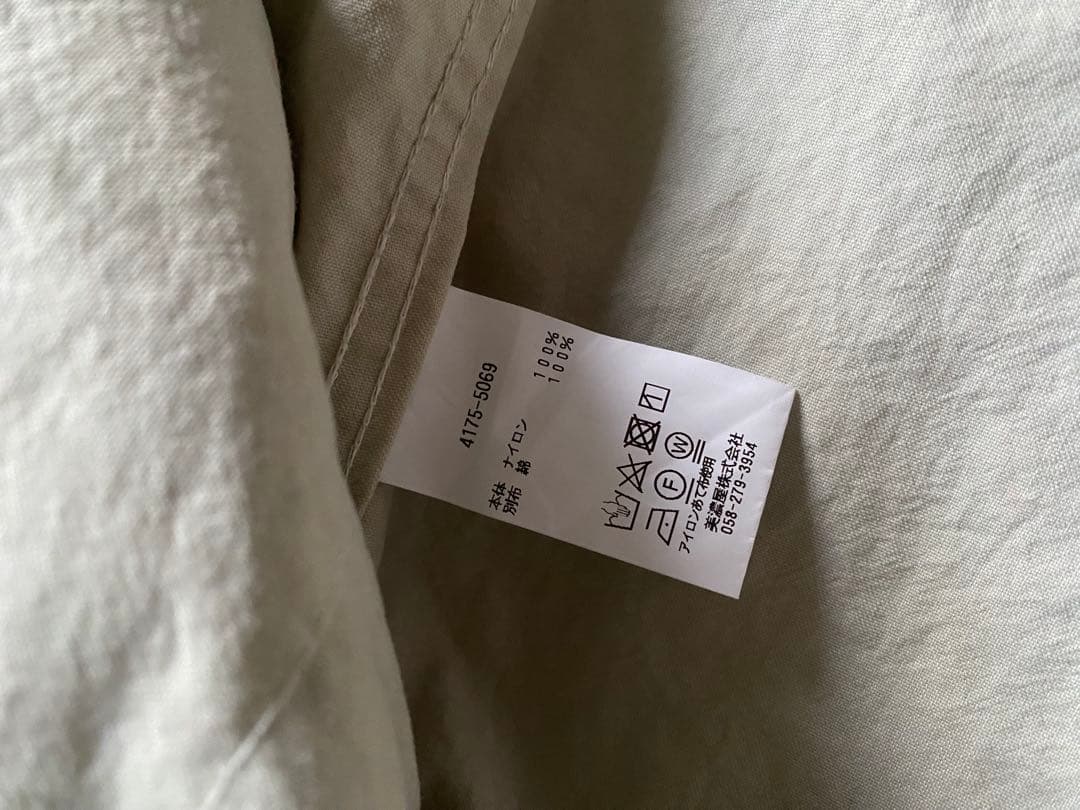 4175-5069
本体 ナイロン 100%
別布 綿 100%
F W
アイロンあて布使用
美濃屋株式会社
058-279-3954